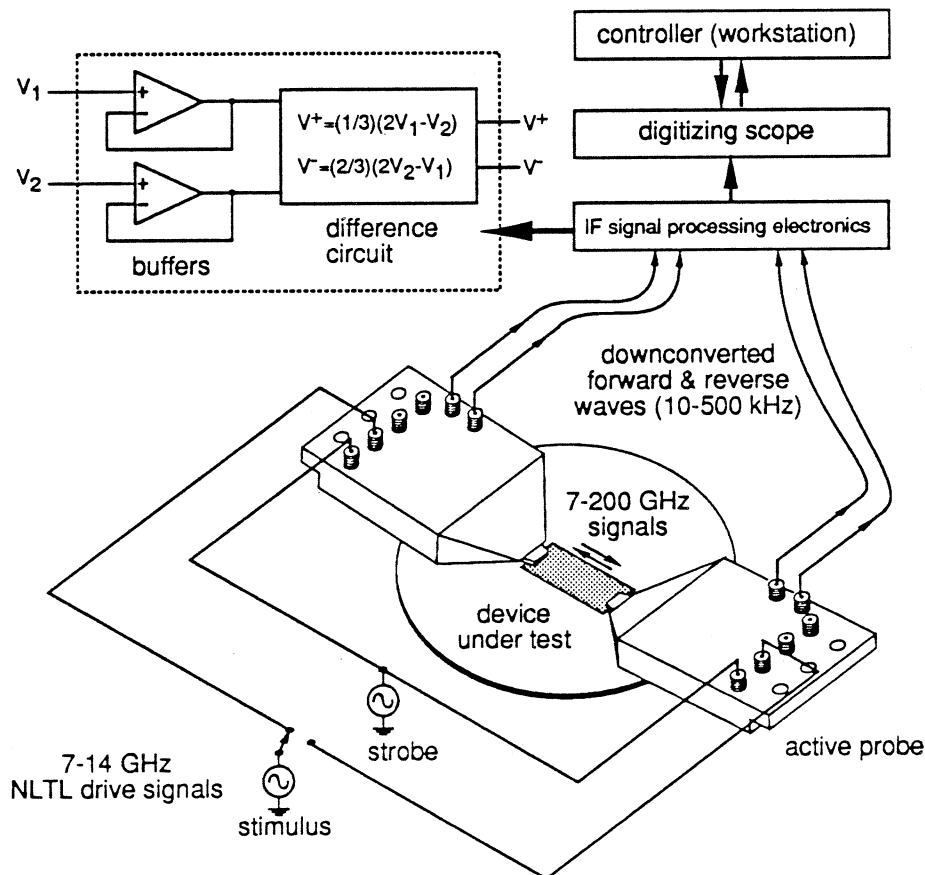 controller (workstation)
V1
V2
+
-
+
-
V⁺=(1/3)(2V₁-V₂)
V⁻=(2/3)(2V₂-V₁)
V⁺
V⁻
buffers
difference
circuit
digitizing scope
IF signal processing electronics
downconverted
forward & reverse
waves (10-500 kHz)
7-200 GHz
signals
device
under test
strobe
7-14 GHz
NLTL drive signals
stimulus
active probe